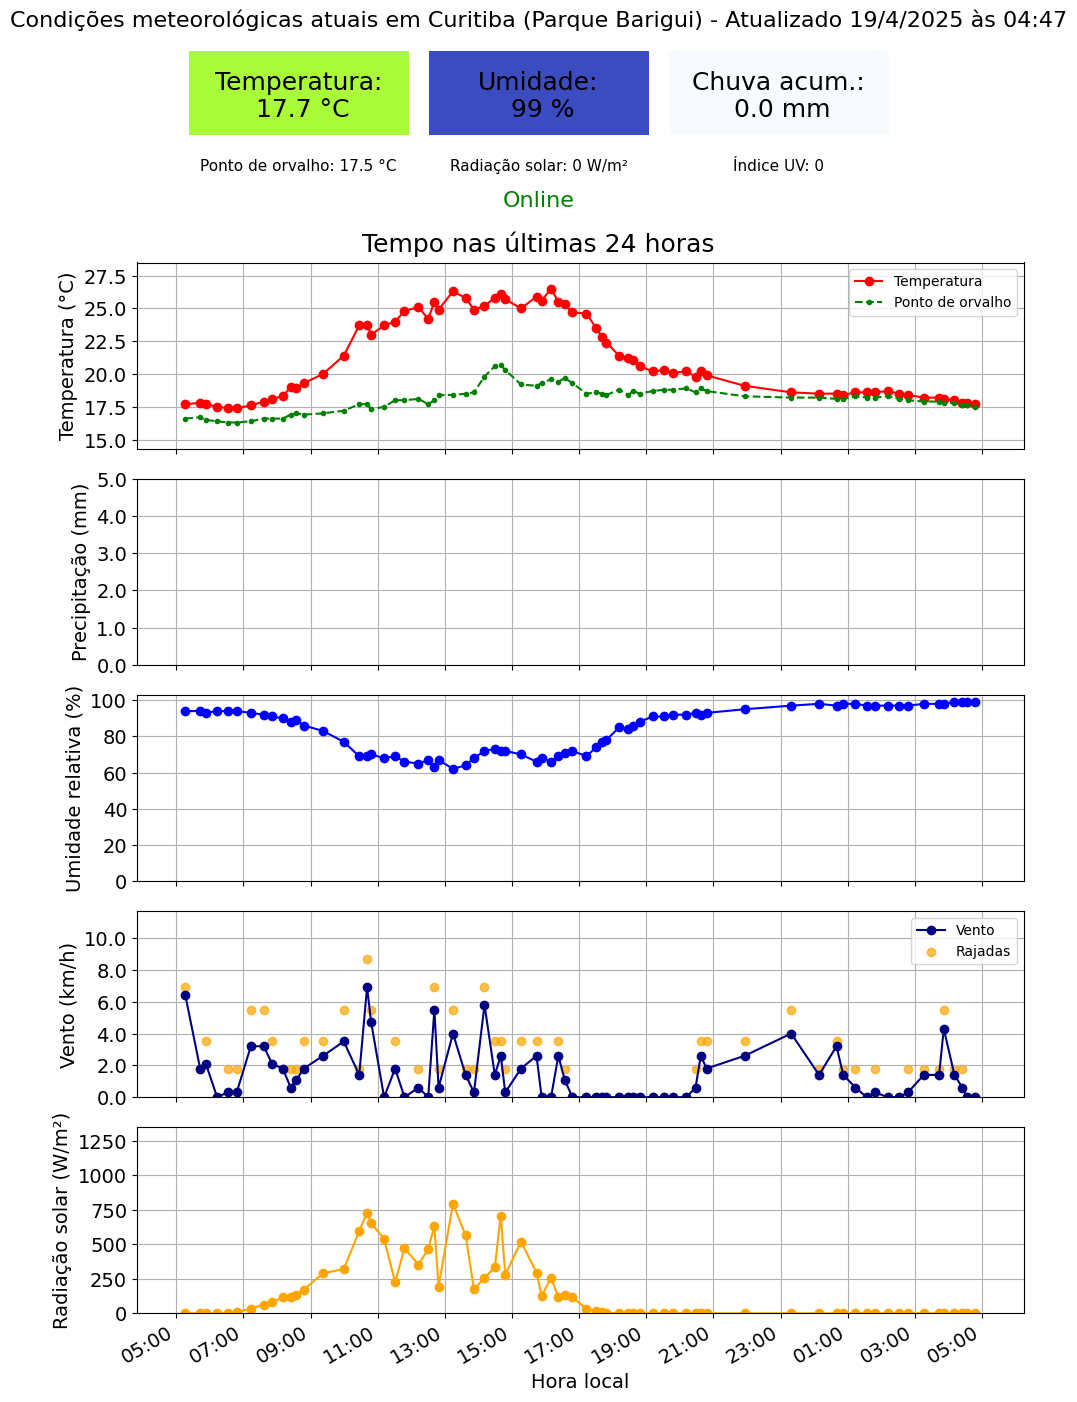 Condições meteorológicas atuais em Curitiba (Parque Barigui) - Atualizado 19/4/2025 às 04:47
Temperatura:
17.7 °C
Umidade:
99 %
Chuva acum.:
0.0 mm
Ponto de orvalho: 17.5 °C
Radiação solar: 0 W/m²
Índice UV: 0
Online
Tempo nas últimas 24 horas
Temperatura (°C)
27.5
25.0
22.5
20.0
17.5
15.0
Temperatura
Ponto de orvalho
Precipitação (mm)
5.0
4.0
3.0
2.0
1.0
0.0
Umidade relativa (%)
100
80
60
40
20
0
Vento (km/h)
10.0
8.0
6.0
4.0
2.0
0.0
Vento
Rajadas
Radiação solar (W/m²)
1250
1000
750
500
250
0
05:00
07:00
09:00
11:00
13:00
15:00
17:00
19:00
21:00
23:00
01:00
03:00
05:00
Hora local